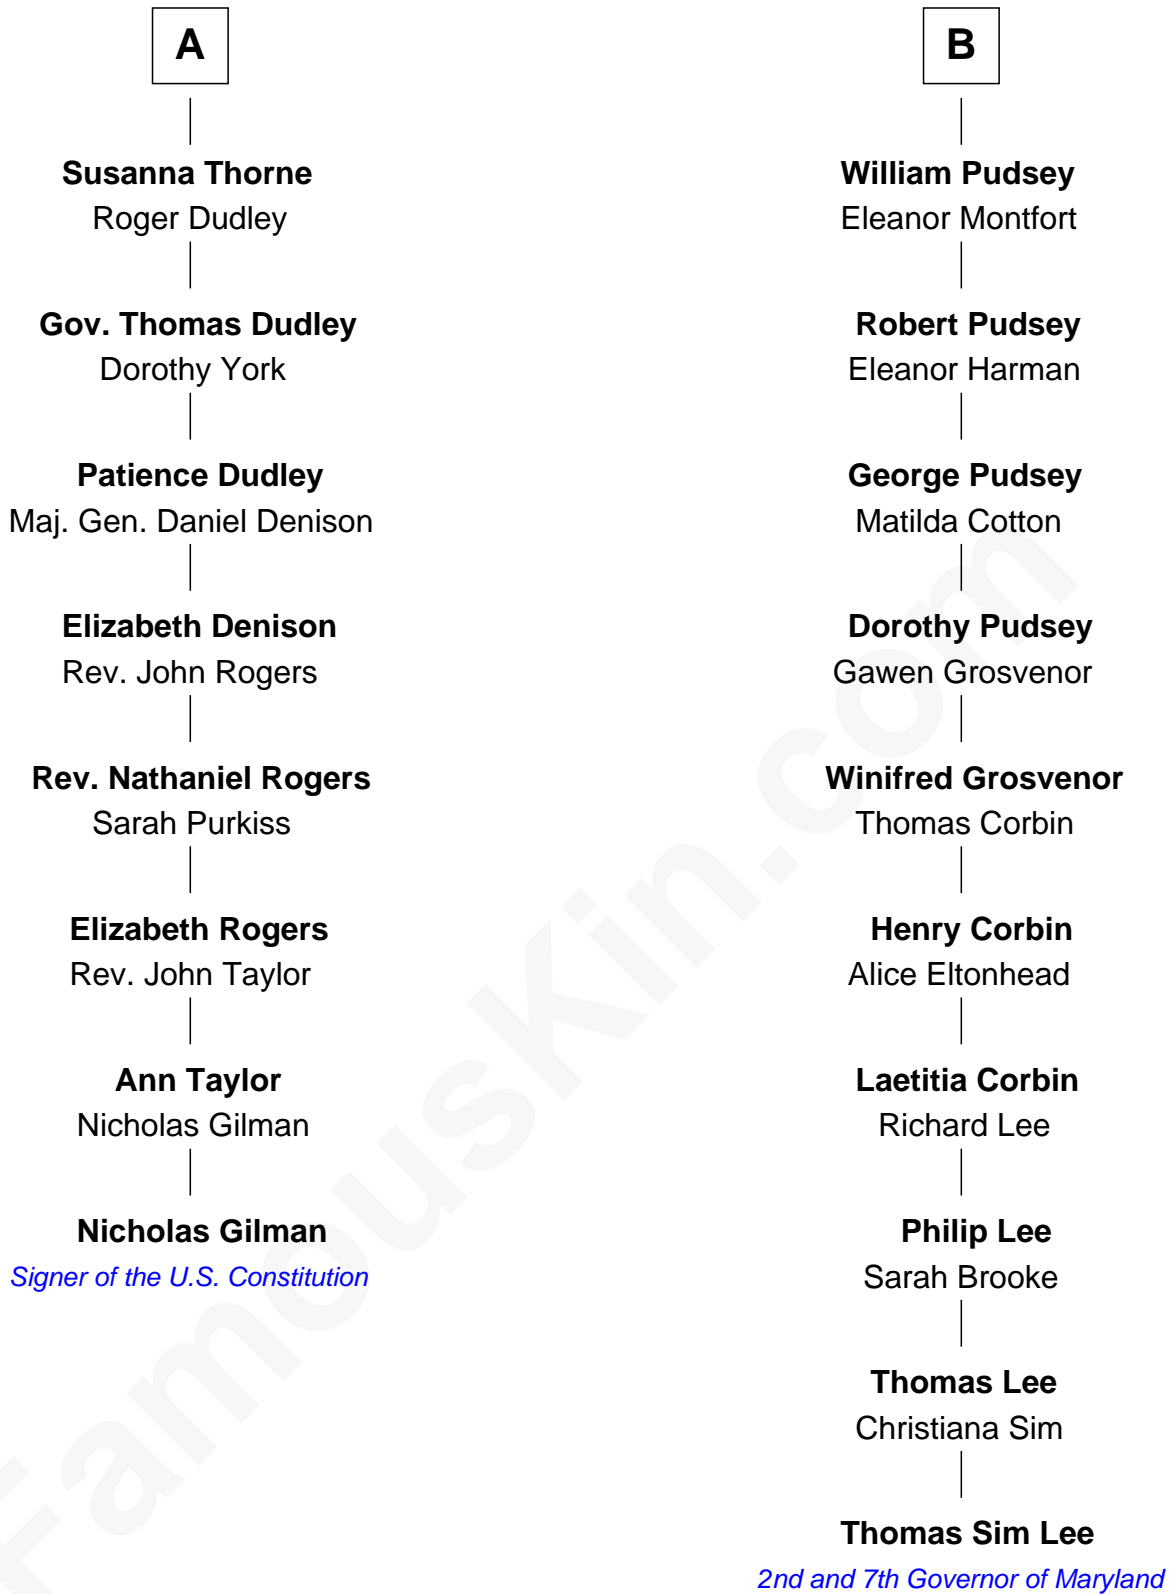 A
Susanna Thorne
Roger Dudley
Gov. Thomas Dudley
Dorothy York
Patience Dudley
Maj. Gen. Daniel Denison
Elizabeth Denison
Rev. John Rogers
Rev. Nathaniel Rogers
Sarah Purkiss
Elizabeth Rogers
Rev. John Taylor
Ann Taylor
Nicholas Gilman
Nicholas Gilman
Signer of the U.S. Constitution
B
William Pudsey
Eleanor Montfort
Robert Pudsey
Eleanor Harman
George Pudsey
Matilda Cotton
Dorothy Pudsey
Gawen Grosvenor
Winifred Grosvenor
Thomas Corbin
Henry Corbin
Alice Eltonhead
Laetitia Corbin
Richard Lee
Philip Lee
Sarah Brooke
Thomas Lee
Christiana Sim
Thomas Sim Lee
2nd and 7th Governor of Maryland
FamousKin.com